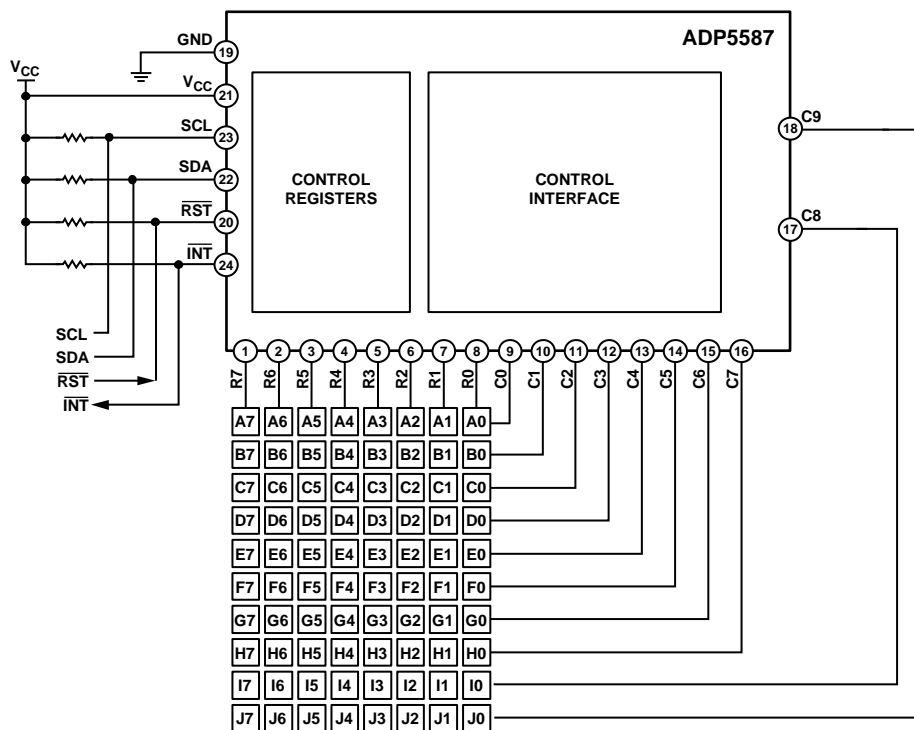 ADP5587
GND
19
VCC
VCC
21
SCL
23
SDA
22
RST
20
INT
24
CONTROL
REGISTERS
CONTROL
INTERFACE
18
C9
17
C8
SCL
SDA
RST
INT
1 2 3 4 5 6 7 8 9 10 11 12 13 14 15 16
R7 R6 R5 R4 R3 R2 R1 R0 C0 C1 C2 C3 C4 C5 C6 C7
A7 A6 A5 A4 A3 A2 A1 A0
B7 B6 B5 B4 B3 B2 B1 B0
C7 C6 C5 C4 C3 C2 C1 C0
D7 D6 D5 D4 D3 D2 D1 D0
E7 E6 E5 E4 E3 E2 E1 E0
F7 F6 F5 F4 F3 F2 F1 F0
G7 G6 G5 G4 G3 G2 G1 G0
H7 H6 H5 H4 H3 H2 H1 H0
I7 I6 I5 I4 I3 I2 I1 I0
J7 J6 J5 J4 J3 J2 J1 J0